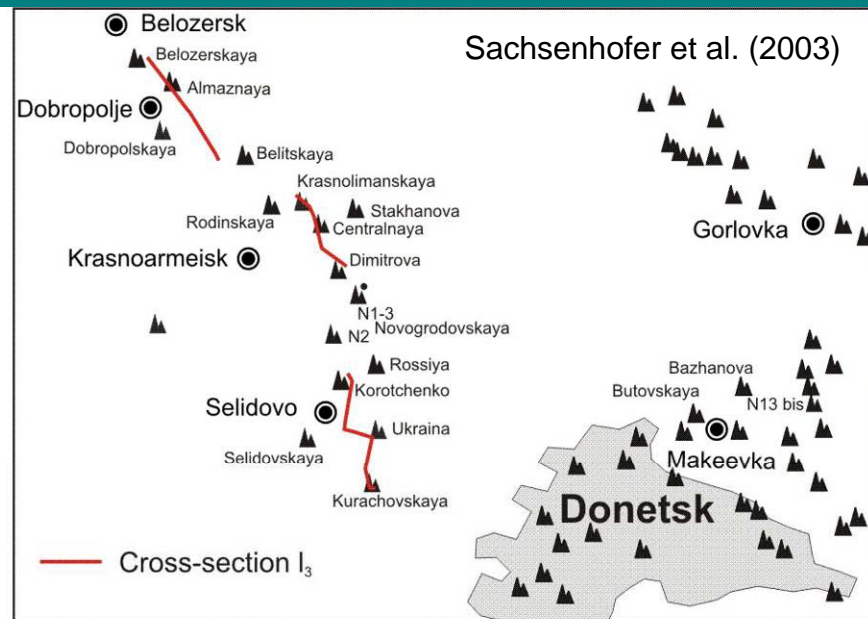 Belozersk
Sachsenhofer et al. (2003)
Belozerskaya
Almaznaya
Dobropolje
Dobropolskaya
Belitskaya
Krasnolimanskaya
Rodinskaya
Stakhanova
Centralnaya
Gorlovka
Krasnoarmeisk
Dimitrova
N1-3
Novogrodovskaya
N2
Rossiya
Bazhanova
Korotchenko
Butovskaya
N13 bis
Selidovo
Ukraina
Selidovskaya
Makeevka
Kurachovskaya
Donetsk
Cross-section l₃